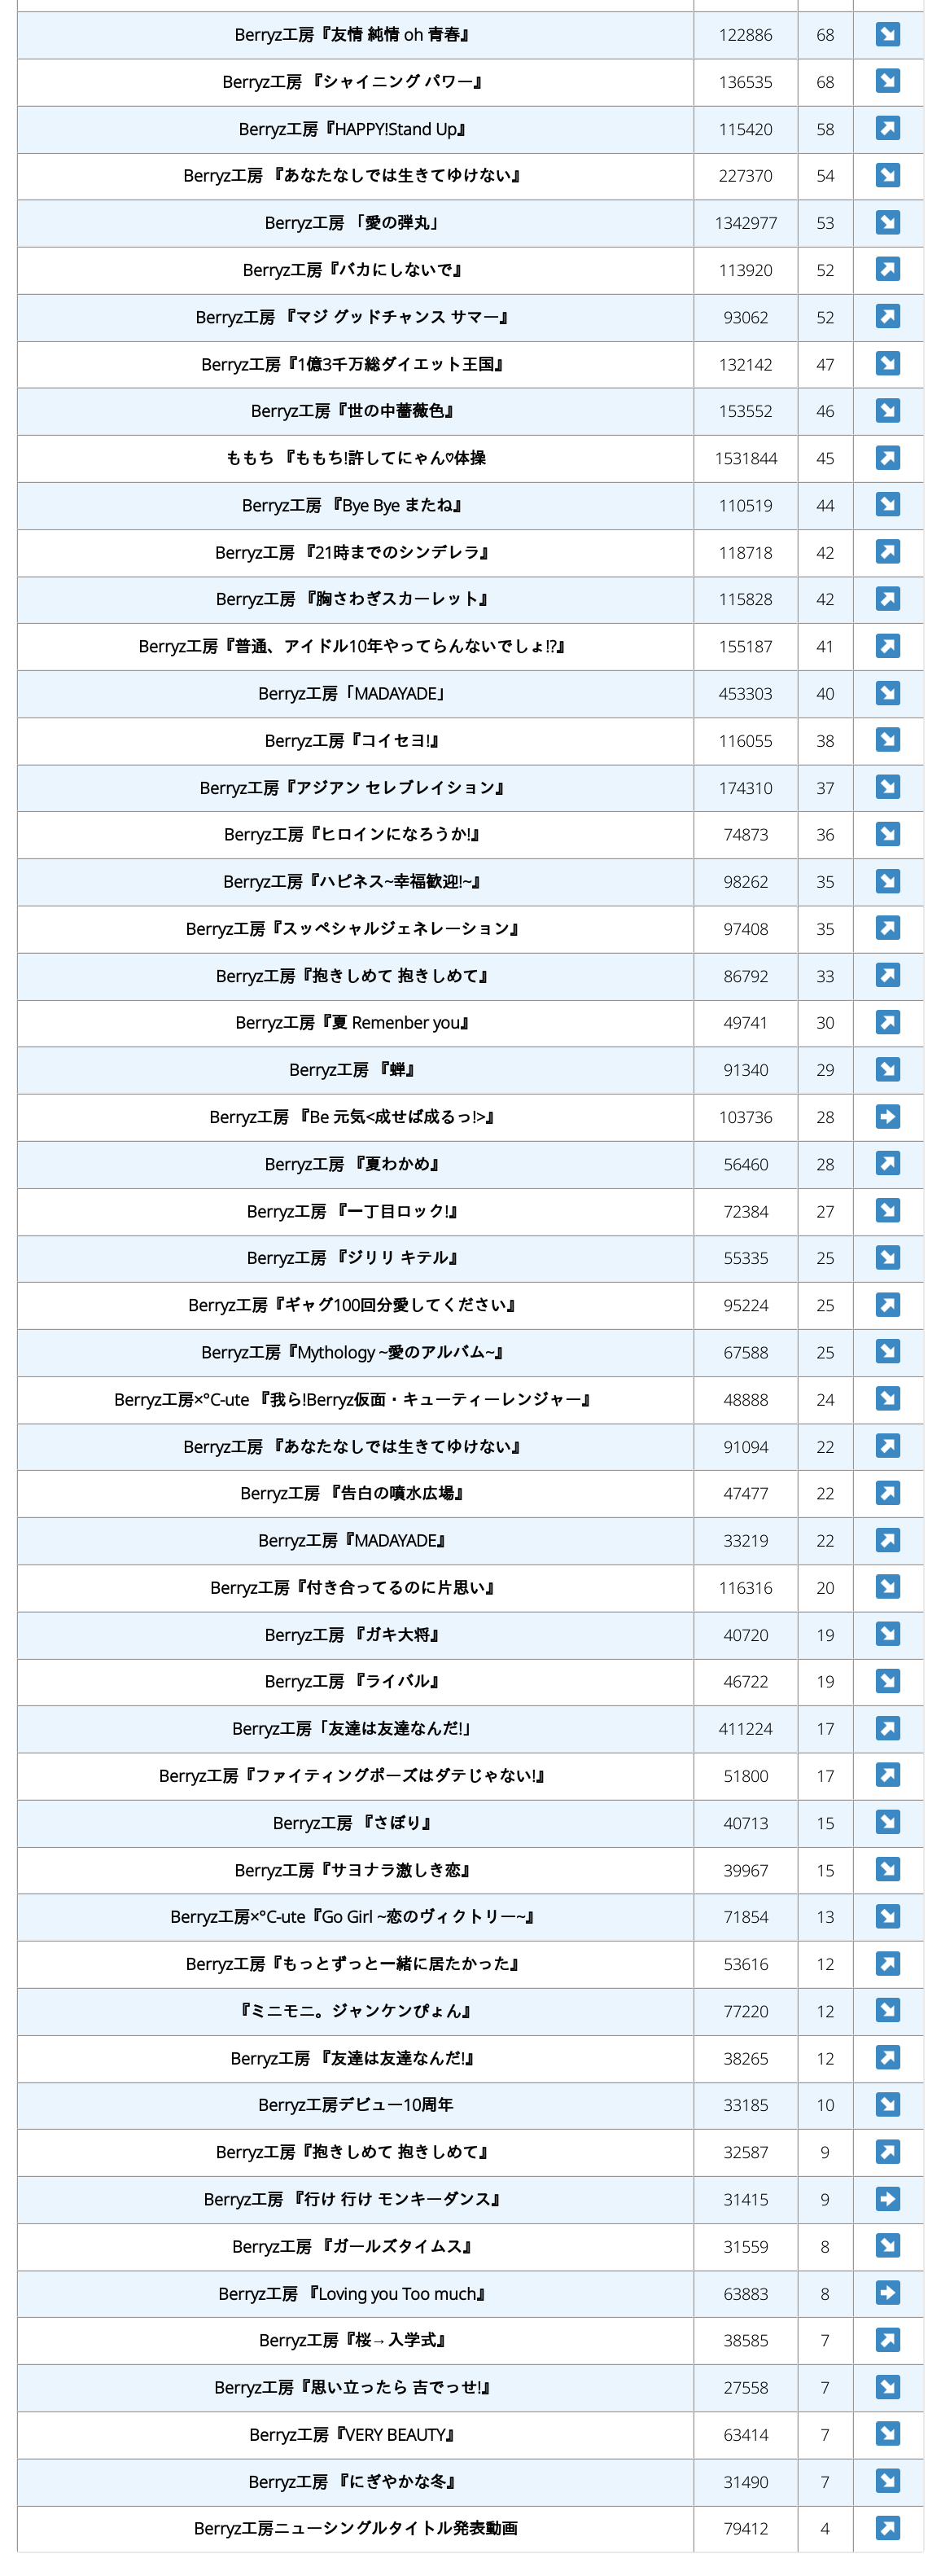 Berryz工房『友情 純情 oh 青春』 122886 68 ↘
Berryz工房 『シャイニング パワー』 136535 68 ↘
Berryz工房『HAPPY!Stand Up』 115420 58 ↗
Berryz工房 『あなたなしでは生きてゆけない』 227370 54 ↘
Berryz工房 「愛の弾丸」 1342977 53 ↘
Berryz工房『バカにしないで』 113920 52 ↗
Berryz工房 『マジ グッドチャンス サマー』 93062 52 ↗
Berryz工房『1億3千万総ダイエット王国』 132142 47 ↘
Berryz工房『世の中薔薇色』 153552 46 ↘
ももち 『ももち!許してにゃん♡体操 1531844 45 ↗
Berryz工房 『Bye Bye またね』 110519 44 ↘
Berryz工房 『21時までのシンデレラ』 118718 42 ↗
Berryz工房 『胸さわぎスカーレット』 115828 42 ↗
Berryz工房『普通、アイドル10年やってらんないでしょ!?』 155187 41 ↗
Berryz工房「MADAYADE」 453303 40 ↘
Berryz工房『コイセヨ!』 116055 38 ↘
Berryz工房『アジアン セレブレイション』 174310 37 ↘
Berryz工房『ヒロインになろうか!』 74873 36 ↘
Berryz工房『ハピネス~幸福歓迎!~』 98262 35 ↘
Berryz工房『スッペシャルジェネレーション』 97408 35 ↗
Berryz工房『抱きしめて 抱きしめて』 86792 33 ↗
Berryz工房『夏 Remenber you』 49741 30 ↗
Berryz工房 『蝉』 91340 29 ↘
Berryz工房 『Be 元気<成せば成るっ!>』 103736 28 →
Berryz工房 『夏わかめ』 56460 28 ↗
Berryz工房 『一丁目ロック!』 72384 27 ↘
Berryz工房 『ジリリ キテル』 55335 25 ↘
Berryz工房『ギャグ100回分愛してください』 95224 25 ↗
Berryz工房『Mythology ~愛のアルバム~』 67588 25 ↘
Berryz工房×°C-ute 『我ら!Berryz仮面・キューティーレンジャー』 48888 24 ↘
Berryz工房 『あなたなしでは生きてゆけない』 91094 22 ↗
Berryz工房 『告白の噴水広場』 47477 22 ↗
Berryz工房『MADAYADE』 33219 22 ↗
Berryz工房『付き合ってるのに片思い』 116316 20 ↘
Berryz工房 『ガキ大将』 40720 19 ↘
Berryz工房 『ライバル』 46722 19 ↘
Berryz工房「友達は友達なんだ!」 411224 17 ↗
Berryz工房『ファイティングポーズはダテじゃない!』 51800 17 ↗
Berryz工房 『さぼり』 40713 15 ↘
Berryz工房『サヨナラ激しき恋』 39967 15 ↘
Berryz工房×°C-ute『Go Girl ~恋のヴィクトリー~』 71854 13 ↘
Berryz工房『もっとずっと一緒に居たかった』 53616 12 ↗
『ミニモニ。ジャンケンぴょん』 77220 12 ↘
Berryz工房 『友達は友達なんだ!』 38265 12 ↗
Berryz工房デビュー10周年 33185 10 ↘
Berryz工房『抱きしめて 抱きしめて』 32587 9 ↗
Berryz工房 『行け 行け モンキーダンス』 31415 9 →
Berryz工房 『ガールズタイムス』 31559 8 ↘
Berryz工房 『Loving you Too much』 63883 8 →
Berryz工房『桜→入学式』 38585 7 ↗
Berryz工房『思い立ったら 吉でっせ!』 27558 7 ↘
Berryz工房『VERY BEAUTY』 63414 7 ↘
Berryz工房 『にぎやかな冬』 31490 7 ↘
Berryz工房ニューシングルタイトル発表動画 79412 4 ↗